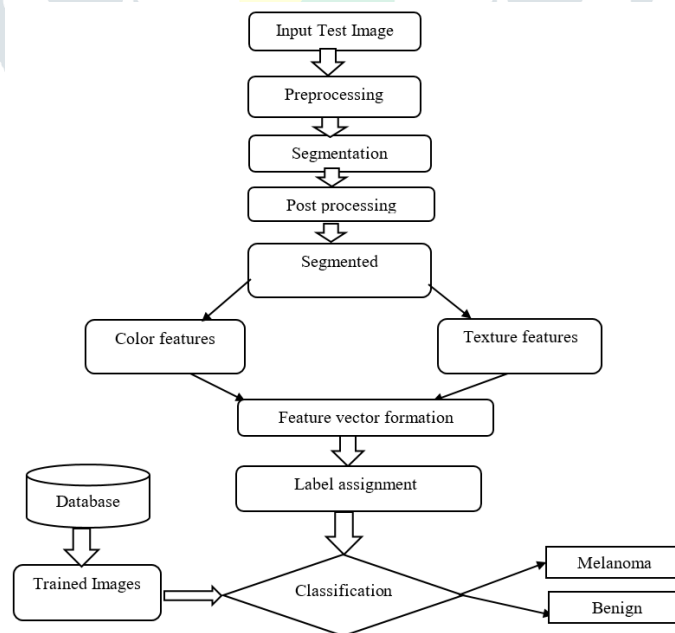 Input Test Image
Preprocessing
Segmentation
Post processing
Segmented
Color features
Texture features
Feature vector formation
Label assignment
Database
Trained Images
Classification
Melanoma
Benign